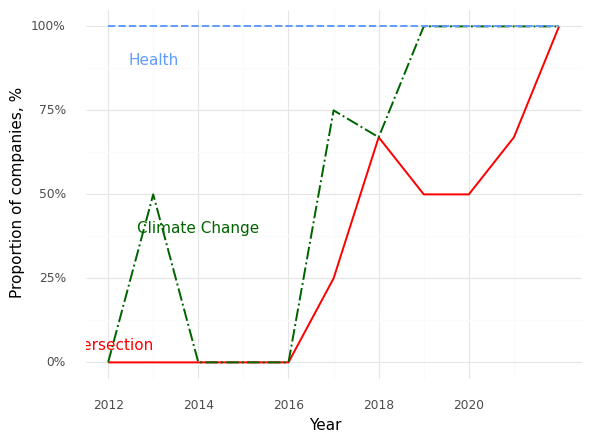 100%
Health
75%
50%
Climate Change
25%
ersection
0%
2012 2014 2016 2018 2020
Year
Proportion of companies, %